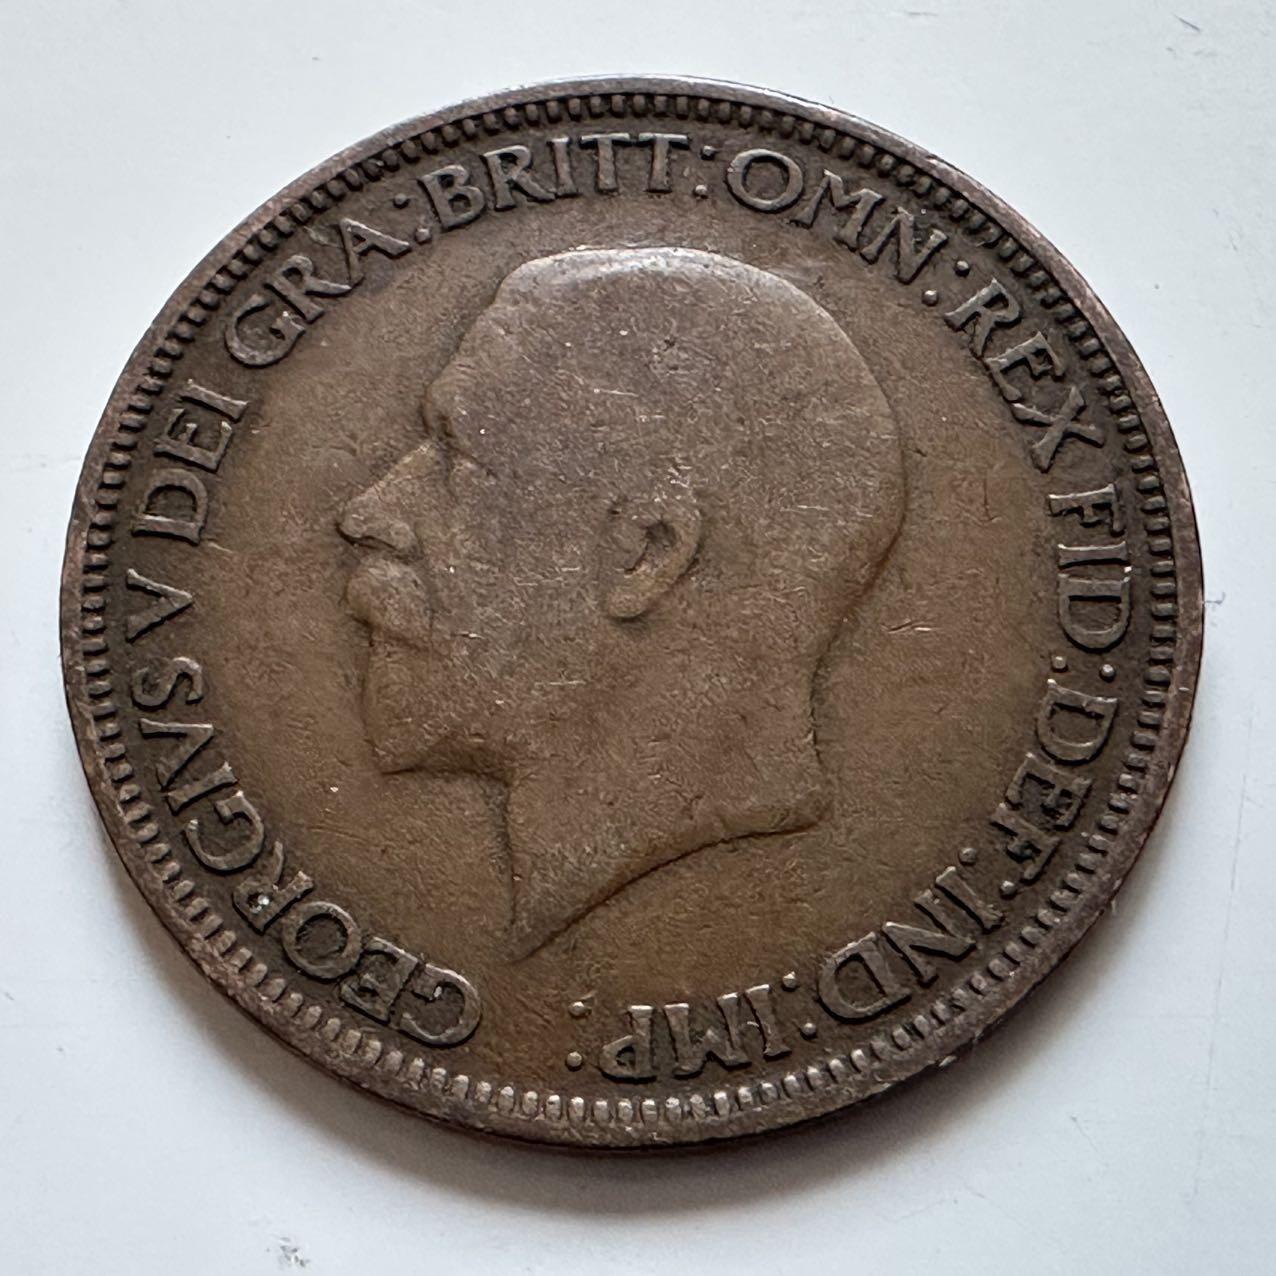 GEORGIVS V DEI GRA: BRITT: OMN: REX FID: DEF: IND: IMP: